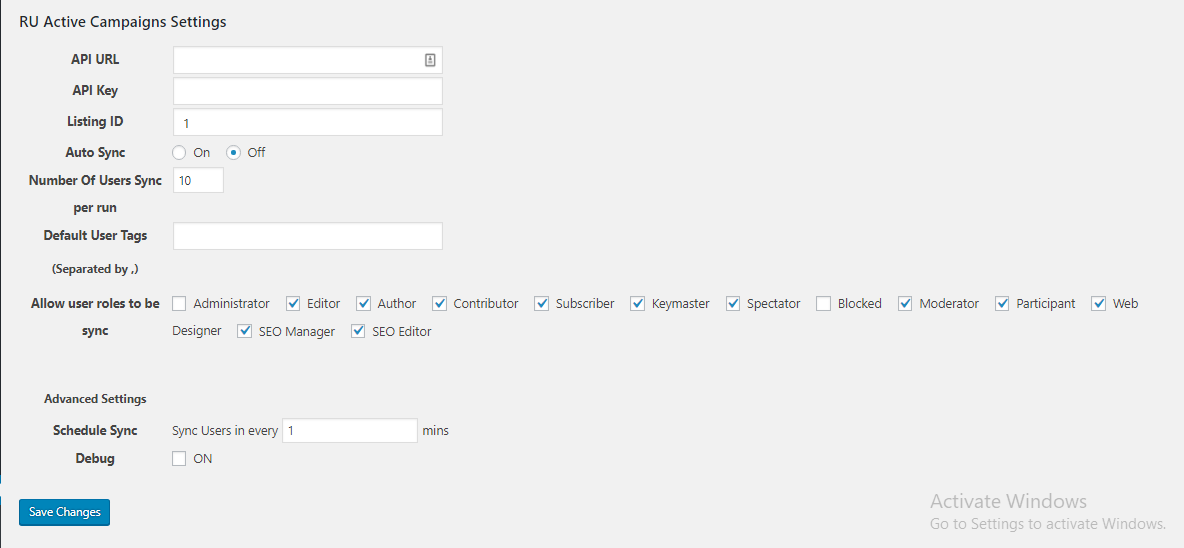 RU Active Campaigns Settings
API URL
API Key
Listing ID 1
Auto Sync On Off
Number Of Users Sync 10
per run
Default User Tags
(Separated by ,)
Allow user roles to be Administrator Editor Author Contributor Subscriber Keymaster Spectator Blocked Moderator Participant Web
sync Designer SEO Manager SEO Editor
Advanced Settings
Schedule Sync Sync Users in every 1 mins
Debug ON
Save Changes
Activate Windows
Go to Settings to activate Windows.